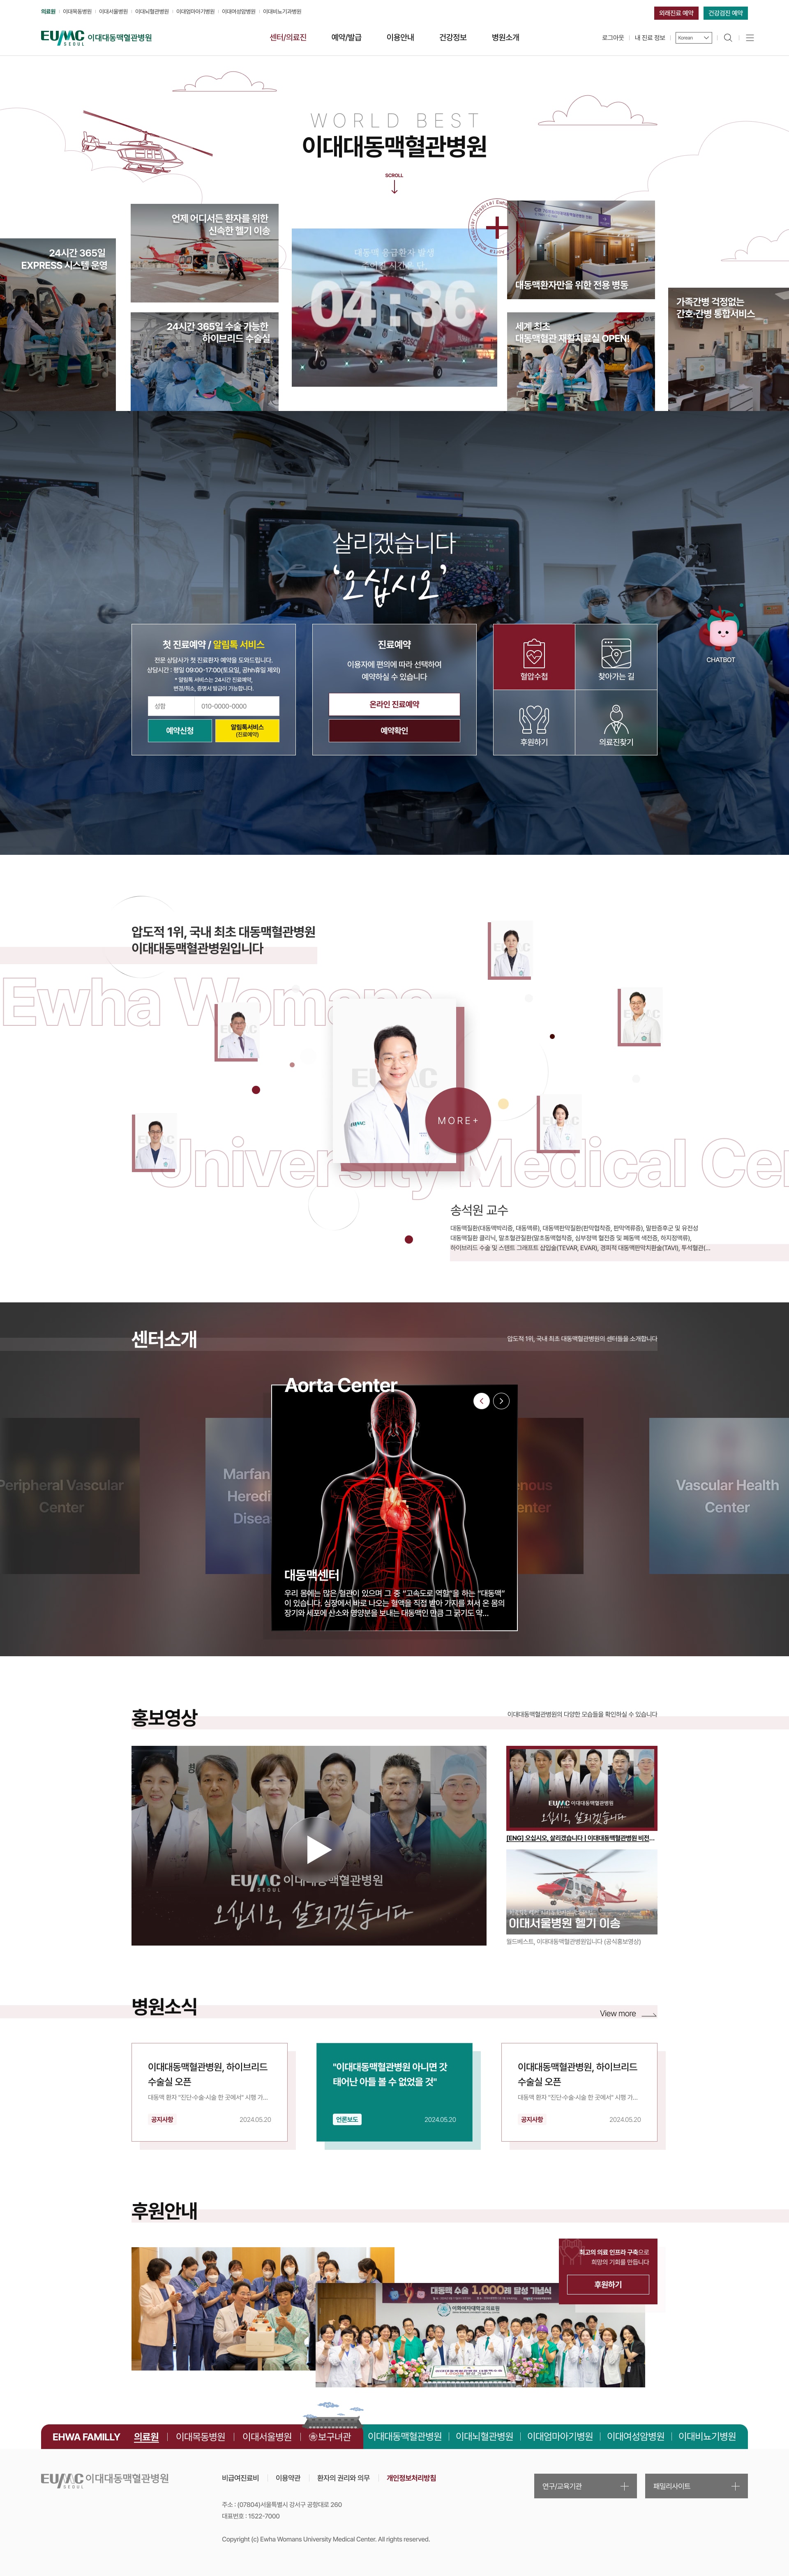 의료원 이대목동병원 이대서울병원 이대뇌혈관병원 이대엄마아기병원 이대여성암병원 이대비뇨기과병원
외래진료 예약 건강검진 예약
EUMC SEOUL 이대대동맥혈관병원
센터/의료진 예약/발급 이용안내 건강정보 병원소개
로그아웃 내 진료 정보 Korean
WORLD BEST
이대대동맥혈관병원
SCROLL
24시간 365일
EXPRESS 시스템 운영
언제 어디서든 환자를 위한
신속한 헬기 이송
24시간 365일 수술 가능한
하이브리드 수술실
대동맥 응급환자 발생
04:36
대동맥환자만을 위한 전용 병동
세계 최초
대동맥혈관 재활치료실 OPEN!
가족간병 걱정없는
간호·간병 통합서비스
살리겠습니다
'오십시오'
첫 진료예약 / 알림톡 서비스
전문 상담사가 첫 진료환자 예약을 도와드립니다.
상담시간 : 평일 09:00-17:00(토요일, 공h휴일 제외)
* 알림톡 서비스는 24시간 진료예약,
변경/취소, 증명서 발급이 가능합니다.
성함 010-0000-0000
예약신청
알림톡서비스
(진료예약)
진료예약
이용자에 편의에 따라 선택하여
예약하실 수 있습니다
온라인 진료예약
예약확인
혈압수첩
찾아가는 길
후원하기
의료진찾기
CHATBOT
압도적 1위, 국내 최초 대동맥혈관병원
이대대동맥혈관병원입니다
Ewha Womans
University Medical Cen
MORE+
송석원 교수
대동맥질환(대동맥박리증, 대동맥류), 대동맥판막질환(판막협착증, 판막역류증), 말판증후군 및 유전성
대동맥질환 클리닉, 말초혈관질환(말초동맥협착증, 심부정맥 혈전증 및 폐동맥 색전증, 하지정맥류),
하이브리드 수술 및 스텐트 그래프트 삽입술(TEVAR, EVAR), 경피적 대동맥판막치환술(TAVI), 투석혈관(...
센터소개
압도적 1위, 국내 최초 대동맥혈관병원의 센터들을 소개합니다
Peripheral Vascular
Center
Marfan
Heredi
Disea
Aorta Center
대동맥센터
우리 몸에는 많은 혈관이 있으며 그 중 "고속도로 역할"을 하는 "대동맥"
이 있습니다. 심장에서 바로 나오는 혈액을 직접 받아 가지를 쳐서 온 몸의
장기와 세포에 산소와 영양분을 보내는 대동맥인 만큼 그 굵기도 약...
enous
enter
Vascular Health
Center
홍보영상
이대대동맥혈관병원의 다양한 모습들을 확인하실 수 있습니다
EUMC SEOUL 이대대동맥혈관병원
오십시오, 살리겠습니다
EUMC 이대대동맥혈관병원
오십시오, 살리겠습니다
[ENG] 오십시오, 살리겠습니다 | 이대대동맥혈관병원 비전...
이대서울병원 헬기 이송
월드베스트, 이대대동맥혈관병원입니다 (공식홍보영상)
병원소식
View more
이대대동맥혈관병원, 하이브리드
수술실 오픈
대동맥 환자 "진단·수술·시술 한 곳에서" 시행 가...
공지사항 2024.05.20
"이대대동맥혈관병원 아니면 갓
태어난 아들 볼 수 없었을 것"
언론보도 2024.05.20
이대대동맥혈관병원, 하이브리드
수술실 오픈
대동맥 환자 "진단·수술·시술 한 곳에서" 시행 가...
공지사항 2024.05.20
후원안내
최고의 의료 인프라 구축으로
희망의 기회를 만듭니다
후원하기
대동맥 수술 1,000례 달성 기념식
이화여자대학교의료원
EHWA FAMILLY 의료원 이대목동병원 이대서울병원 보구녀관 이대대동맥혈관병원 이대뇌혈관병원 이대엄마아기병원 이대여성암병원 이대비뇨기병원
EUMC SEOUL 이대대동맥혈관병원
비급여진료비 이용약관 환자의 권리와 의무 개인정보처리방침
연구/교육기관 패밀리사이트
주소 : (07804)서울특별시 강서구 공항대로 260
대표번호 : 1522-7000
Copyright (c) Ewha Womans University Medical Center. All rights reserved.